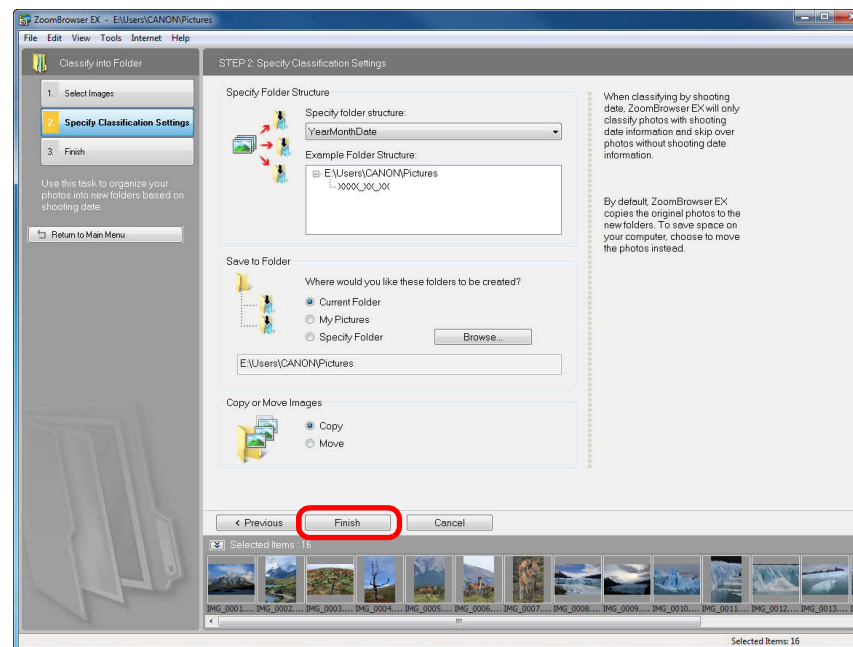 ZoomBrowser EX - E:\Users\CANON\Pictures
File Edit View Tools Internet Help
Classify into Folder
STEP 2: Specify Classification Settings
1. Select Images
2. Specify Classification Settings
3. Finish
Use this task to organize your
photos into new folders based on
shooting date.
Return to Main Menu
Specify Folder Structure
Specify folder structure:
YearMonthDate
Example Folder Structure:
E:\Users\CANON\Pictures
XXXX_XX_XX
Save to Folder
Where would you like these folders to be created?
Current Folder
My Pictures
Specify Folder
Browse...
E:\Users\CANON\Pictures
Copy or Move Images
Copy
Move
When classifying by shooting
date, ZoomBrowser EX will only
classify photos with shooting
date information and skip over
photos without shooting date
information.
By default, ZoomBrowser EX
copies the original photos to the
new folders. To save space on
your computer, choose to move
the photos instead.
< Previous
Finish
Cancel
Selected Items : 16
IMG_0001.... IMG_0002.... IMG_0003.... IMG_0004.... IMG_0005.... IMG_0006.... IMG_0007.... IMG_0008.... IMG_0009.... IMG_0010.... IMG_0011.... IMG_0012.... IMG_0013....
Selected Items: 16